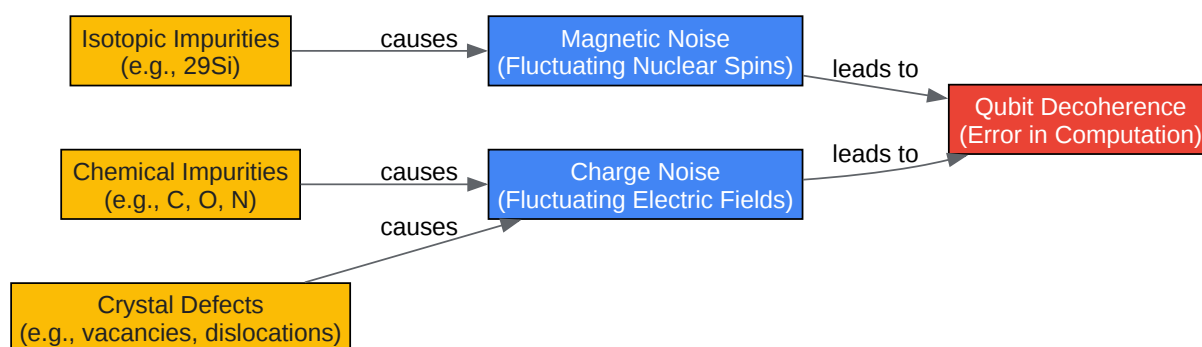 Isotopic Impurities
(e.g., 29Si)
causes
Magnetic Noise
(Fluctuating Nuclear Spins)
leads to
Qubit Decoherence
(Error in Computation)
Chemical Impurities
(e.g., C, O, N)
causes
Charge Noise
(Fluctuating Electric Fields)
leads to
causes
Crystal Defects
(e.g., vacancies, dislocations)